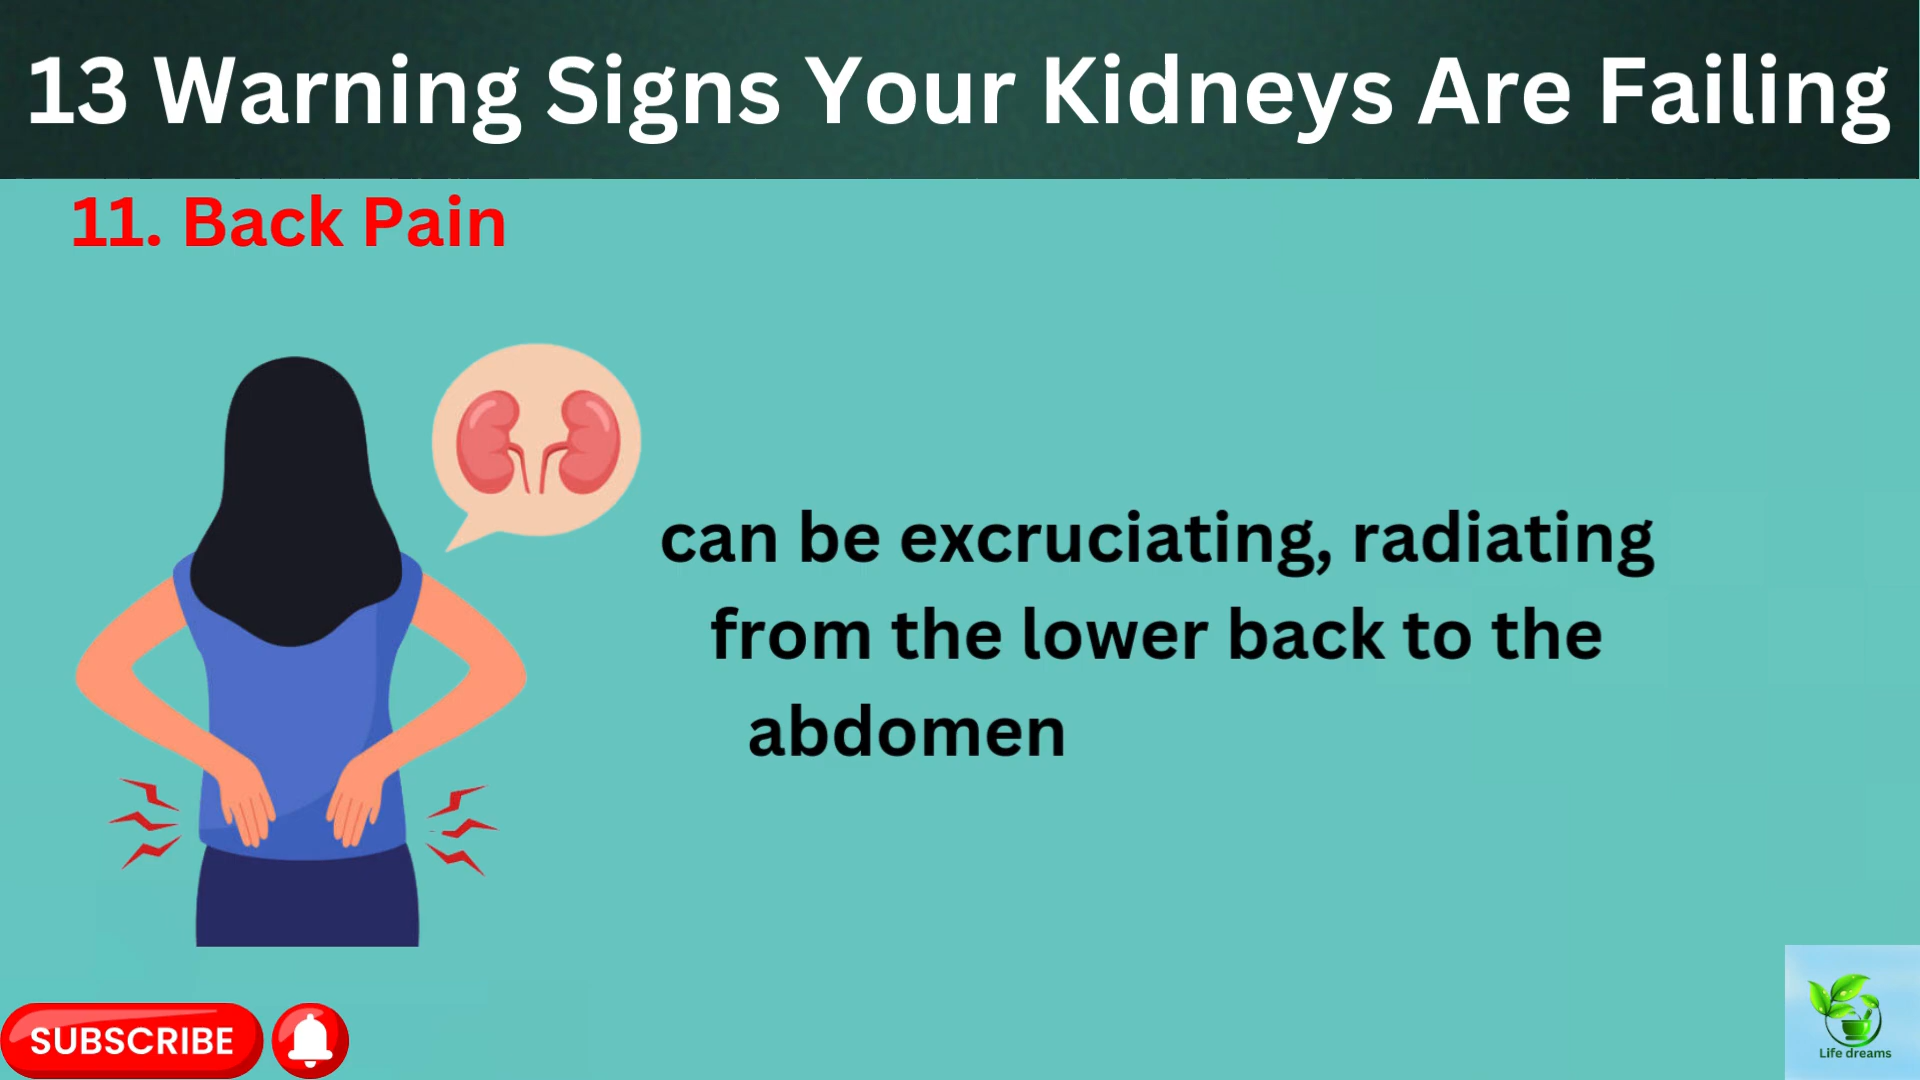 13 Warning Signs Your Kidneys Are Failing
11. Back Pain
can be excruciating, radiating
from the lower back to the
abdomen
SUBSCRIBE
Life dreams